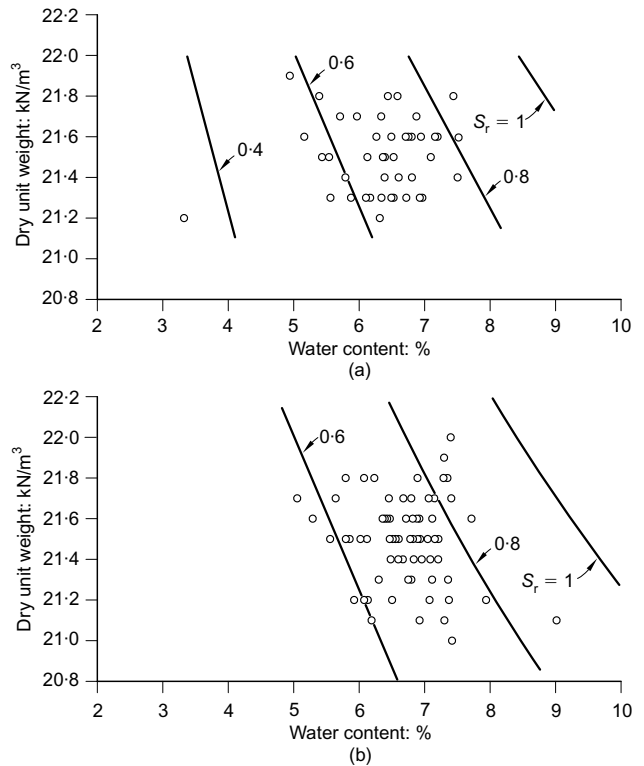 22·2
22·0
21·8
21·6
21·4
21·2
21·0
20·8
Dry unit weight: kN/m³
0·4
0·6
0·8
Sr = 1
2 3 4 5 6 7 8 9 10
Water content: %
(a)
22·2
22·0
21·8
21·6
21·4
21·2
21·0
20·8
Dry unit weight: kN/m³
0·6
0·8
Sr = 1
2 3 4 5 6 7 8 9 10
Water content: %
(b)